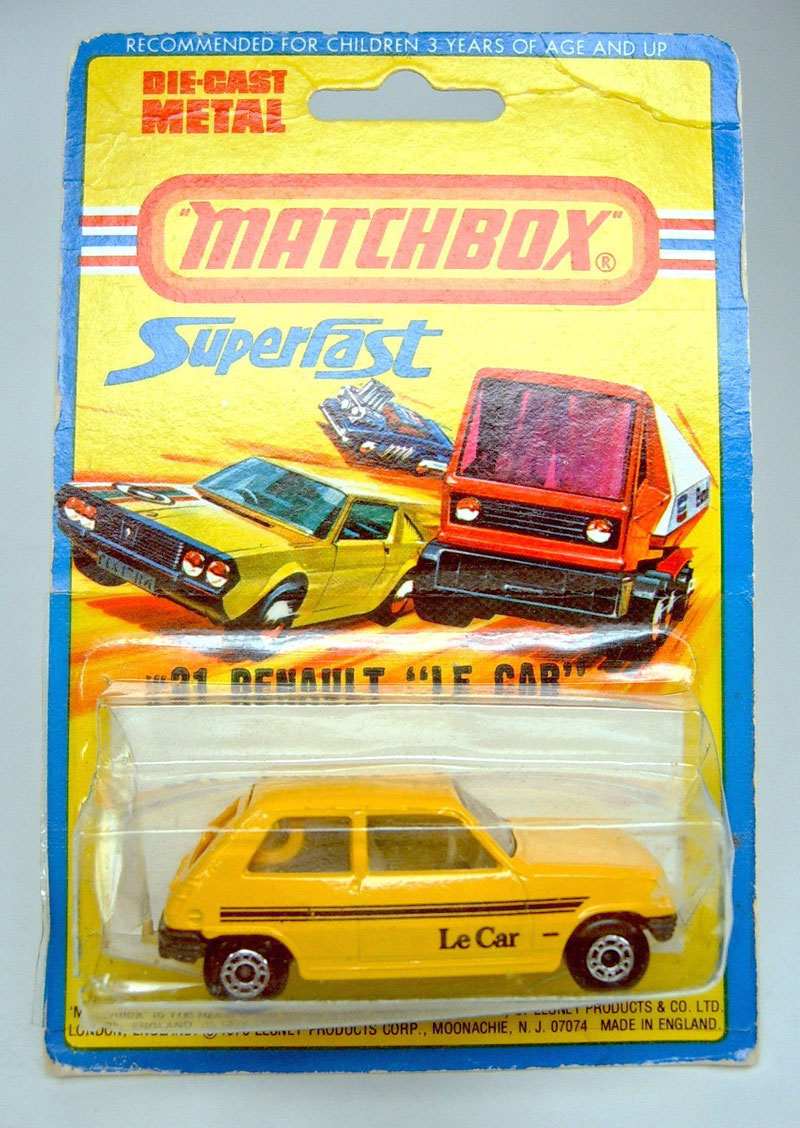 RECOMMENDED FOR CHILDREN 3 YEARS OF AGE AND UP
DIE-CAST
METAL
"MATCHBOX"®
Superfast
21 RENAULT "LE CAR"
Le Car
LESNEY PRODUCTS & CO. LTD.
LONDON, ENGLAND. © LESNEY PRODUCTS CORP., MOONACHIE, N. J. 07074 MADE IN ENGLAND.